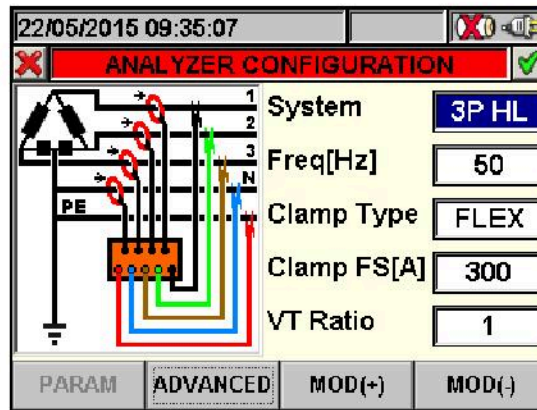 22/05/2015 09:35:07
ANALYZER CONFIGURATION
1
2
3
N
PE
System 3P HL
Freq[Hz] 50
Clamp Type FLEX
Clamp FS[A] 300
VT Ratio 1
PARAM ADVANCED MOD(+) MOD(-)